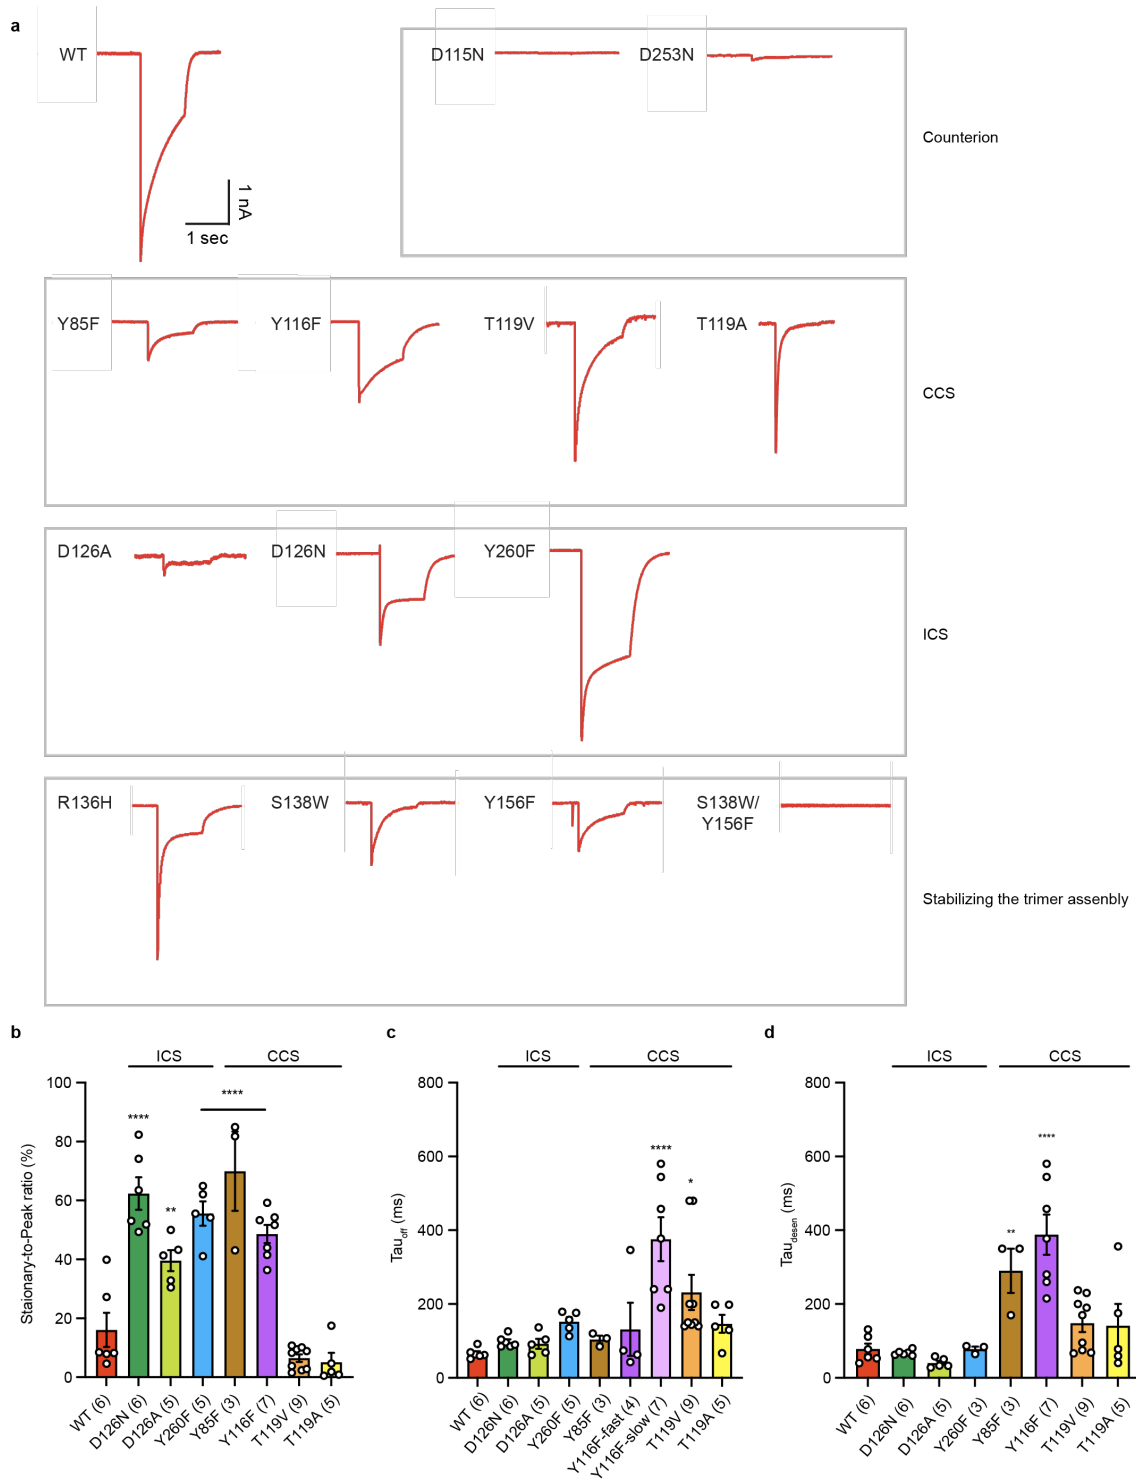 a
WT
D115N
D253N
Counterion
1 nA
1 sec
Y85F
Y116F
T119V
T119A
CCS
D126A
D126N
Y260F
ICS
R136H
S138W
Y156F
S138W/
Y156F
Stabilizing the trimer assenbly
b
ICS
CCS
Staionary-to-Peak ratio (%)
100
80
60
40
20
0
****
**
****
WT (6)
D126N (6)
D126A (5)
Y260F (5)
Y85F (3)
Y116F (7)
T119V (9)
T119A (5)
c
ICS
CCS
Tauoff (ms)
800
600
400
200
0
****
*
WT (6)
D126N (6)
D126A (5)
Y260F (5)
Y85F (3)
Y116F-fast (4)
Y116F-slow (7)
T119V (9)
T119A (5)
d
ICS
CCS
Taudesen (ms)
800
600
400
200
0
**
****
WT (6)
D126N (6)
D126A (5)
Y260F (3)
Y85F (3)
Y116F (7)
T119V (9)
T119A (5)